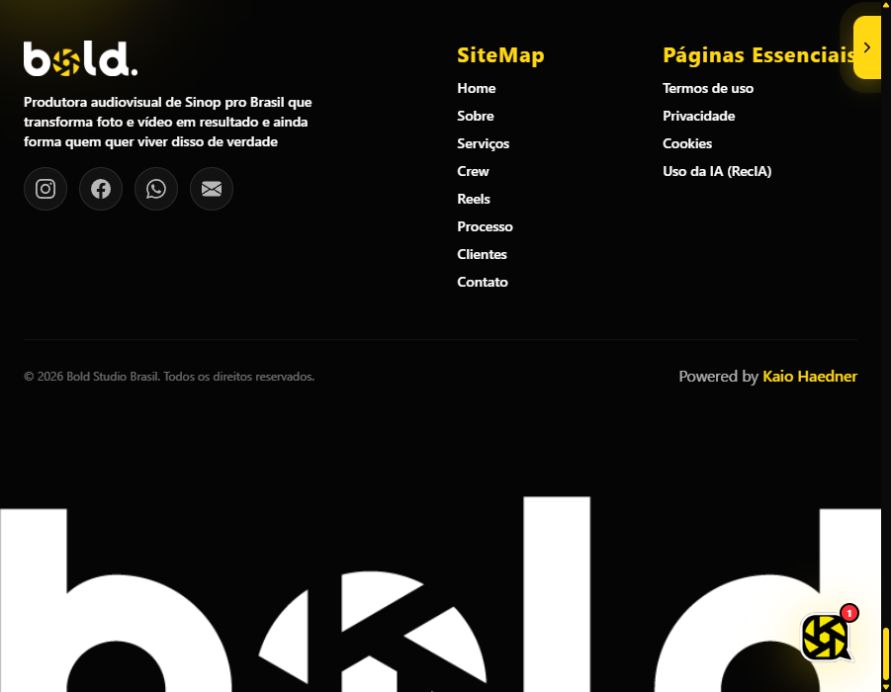 bold.
Produtora audiovisual de Sinop pro Brasil que
transforma foto e vídeo em resultado e ainda
forma quem quer viver disso de verdade
SiteMap
Home
Sobre
Serviços
Crew
Reels
Processo
Clientes
Contato
Páginas Essenciais
Termos de uso
Privacidade
Cookies
Uso da IA (RecIA)
© 2026 Bold Studio Brasil. Todos os direitos reservados.
Powered by Kaio Haedner
bold
1